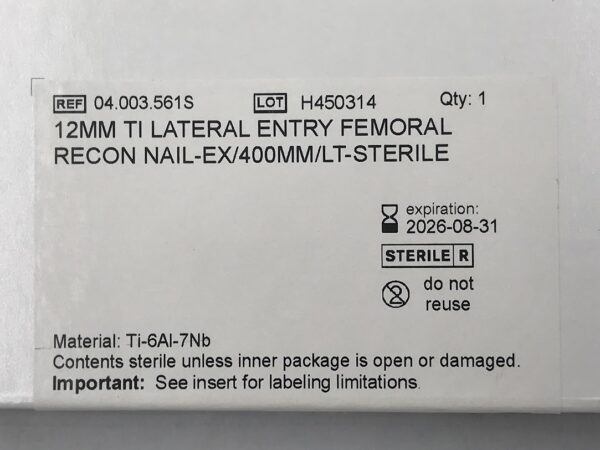 REF 04.003.561S LOT H450314 Qty: 1
12MM TI LATERAL ENTRY FEMORAL
RECON NAIL-EX/400MM/LT-STERILE
expiration:
2026-08-31
STERILE R
2 do not
reuse
Material: Ti-6Al-7Nb
Contents sterile unless inner package is open or damaged.
Important: See insert for labeling limitations.